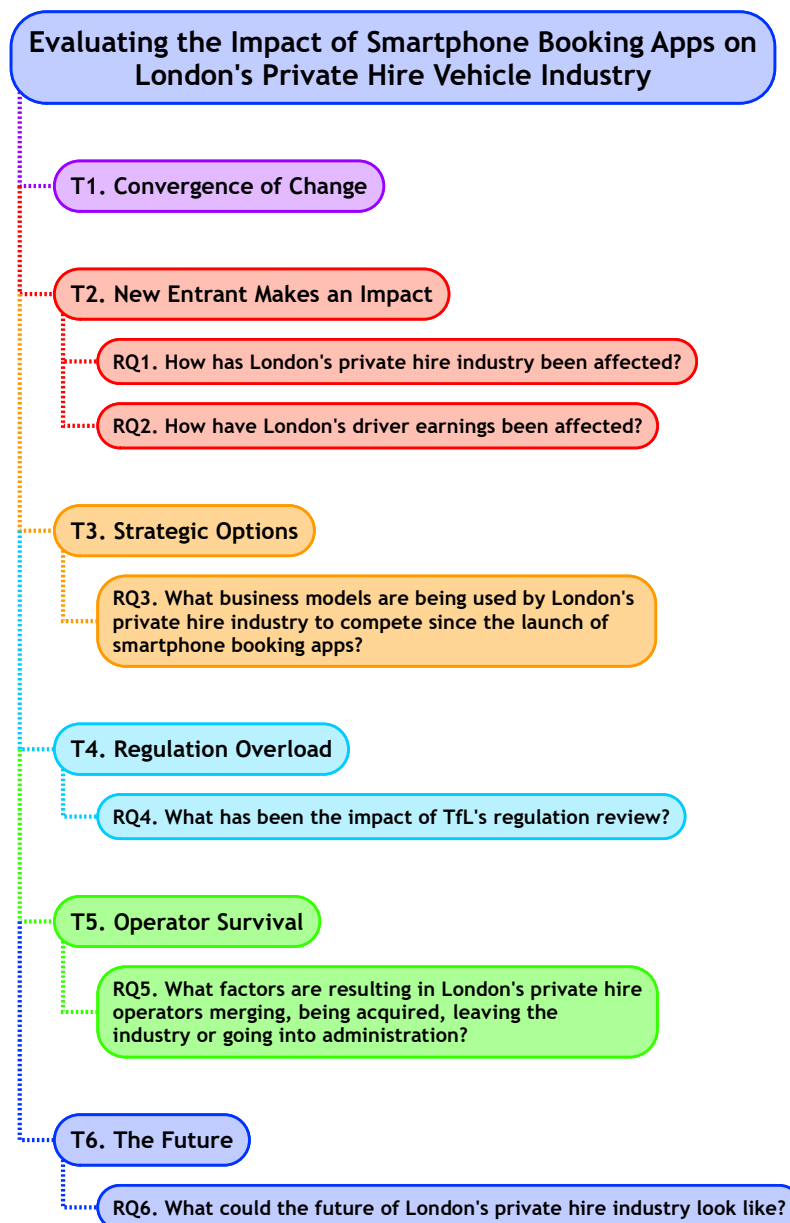 Evaluating the Impact of Smartphone Booking Apps on
London's Private Hire Vehicle Industry
T1. Convergence of Change
T2. New Entrant Makes an Impact
RQ1. How has London's private hire industry been affected?
RQ2. How have London's driver earnings been affected?
T3. Strategic Options
RQ3. What business models are being used by London's
private hire industry to compete since the launch of
smartphone booking apps?
T4. Regulation Overload
RQ4. What has been the impact of TfL's regulation review?
T5. Operator Survival
RQ5. What factors are resulting in London's private hire
operators merging, being acquired, leaving the
industry or going into administration?
T6. The Future
RQ6. What could the future of London's private hire industry look like?